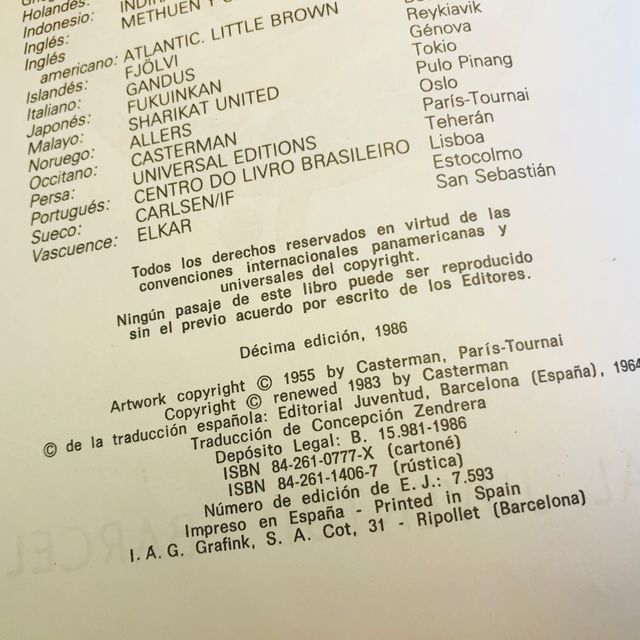 Holandés: INDIRA
Indonesio: METHUEN Y
Inglés:
Inglés
americano: ATLANTIC. LITTLE BROWN
Islandés: FJÖLVI Reykiavik
Italiano: GANDUS Génova
Japonés: FUKUINKAN Tokio
Malayo: SHARIKAT UNITED Pulo Pinang
Noruego: ALLERS Oslo
Occitano: CASTERMAN París-Tournai
Persa: UNIVERSAL EDITIONS Teherán
Portugués: CENTRO DO LIVRO BRASILEIRO Lisboa
Sueco: CARLSEN/IF Estocolmo
Vascuence: ELKAR San Sebastián
Todos los derechos reservados en virtud de las
convenciones internacionales panamericanas y
universales del copyright.
Ningún pasaje de este libro puede ser reproducido
sin el previo acuerdo por escrito de los Editores.
Décima edición, 1986
Artwork copyright © 1955 by Casterman, París-Tournai
Copyright © renewed 1983 by Casterman
© de la traducción española: Editorial Juventud, Barcelona (España), 1964
Traducción de Concepción Zendrera
Depósito Legal: B. 15.981-1986
ISBN 84-261-0777-X (cartoné)
ISBN 84-261-1406-7 (rústica)
Número de edición de E. J.: 7.593
Impreso en España - Printed in Spain
I. A. G. Grafink, S. A. Cot, 31 - Ripollet (Barcelona)